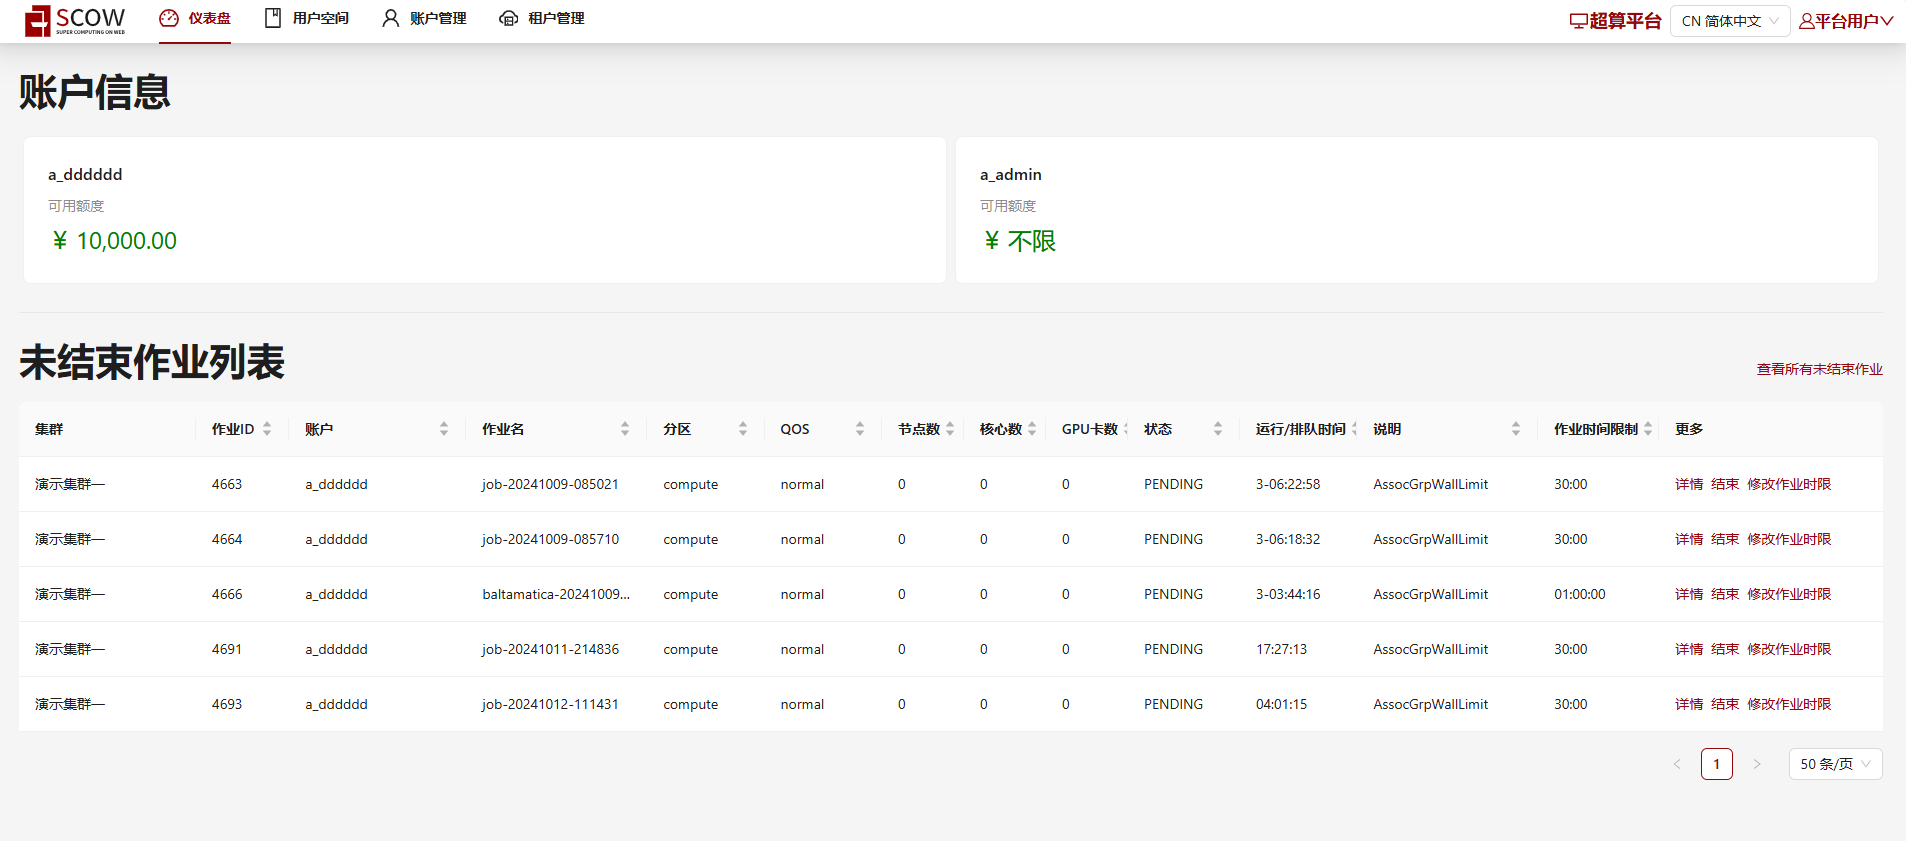 SCOW
SUPER COMPUTING ON WEB
仪表盘 用户空间 账户管理 租户管理 超算平台 CN 简体中文 平台用户
账户信息
a_dddddd a_admin
可用额度 可用额度
¥ 10,000.00 ¥ 不限
未结束作业列表
查看所有未结束作业
集群 作业ID 账户 作业名 分区 QOS 节点数 核心数 GPU卡数 状态 运行/排队时间 说明 作业时间限制 更多
演示集群一 4663 a_dddddd job-20241009-085021 compute normal 0 0 0 PENDING 3-06:22:58 AssocGrpWallLimit 30:00 详情 结束 修改作业时限
演示集群一 4664 a_dddddd job-20241009-085710 compute normal 0 0 0 PENDING 3-06:18:32 AssocGrpWallLimit 30:00 详情 结束 修改作业时限
演示集群一 4666 a_dddddd baltamatica-20241009... compute normal 0 0 0 PENDING 3-03:44:16 AssocGrpWallLimit 01:00:00 详情 结束 修改作业时限
演示集群一 4691 a_dddddd job-20241011-214836 compute normal 0 0 0 PENDING 17:27:13 AssocGrpWallLimit 30:00 详情 结束 修改作业时限
演示集群一 4693 a_dddddd job-20241012-111431 compute normal 0 0 0 PENDING 04:01:15 AssocGrpWallLimit 30:00 详情 结束 修改作业时限
1 50 条/页